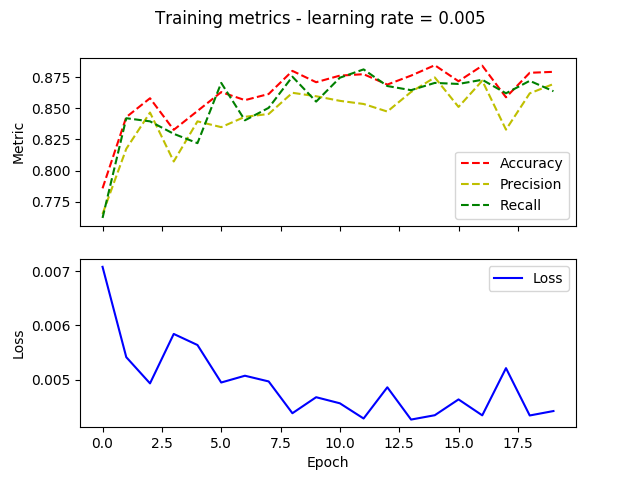 Training metrics - learning rate = 0.005
0.875
0.850
0.825
0.800
0.775
Metric
Accuracy
Precision
Recall
0.007
0.006
0.005
Loss
Loss
0.0 2.5 5.0 7.5 10.0 12.5 15.0 17.5
Epoch